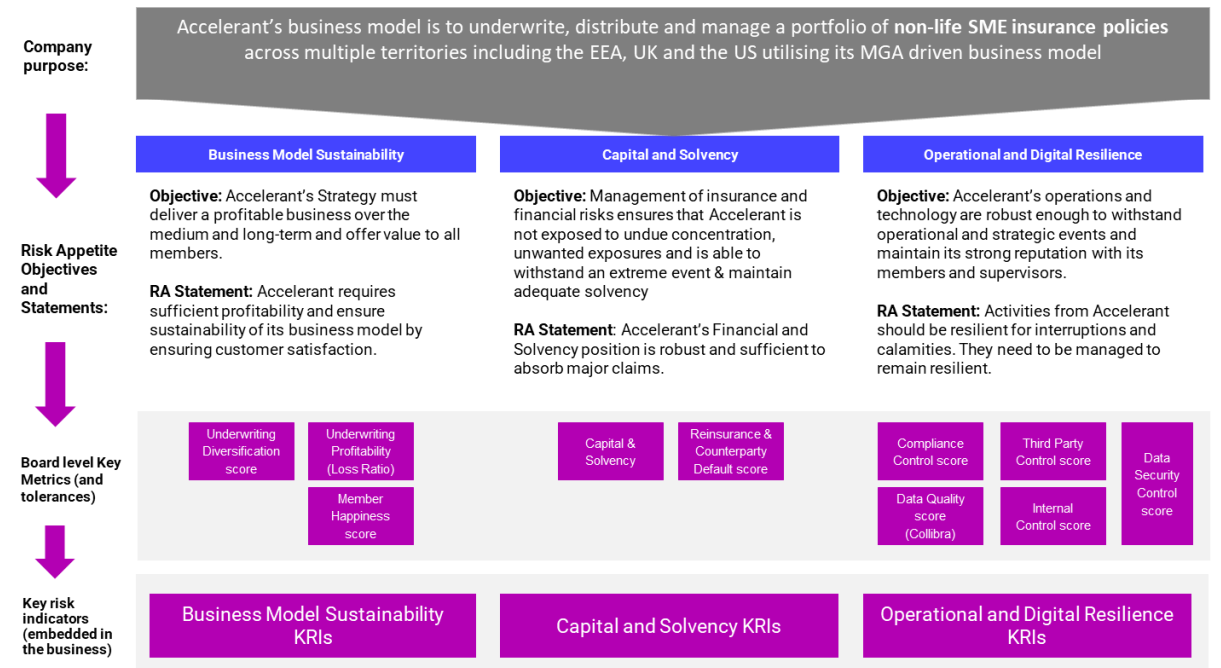 Company
purpose:
Accelerant's business model is to underwrite, distribute and manage a portfolio of non-life SME insurance policies
across multiple territories including the EEA, UK and the US utilising its MGA driven business model
Risk Appetite
Objectives
and
Statements:
Business Model Sustainability
Objective: Accelerant's Strategy must
deliver a profitable business over the
medium and long-term and offer value to all
members.
RA Statement: Accelerant requires
sufficient profitability and ensure
sustainability of its business model by
ensuring customer satisfaction.
Capital and Solvency
Objective: Management of insurance and
financial risks ensures that Accelerant is
not exposed to undue concentration,
unwanted exposures and is able to
withstand an extreme event & maintain
adequate solvency
RA Statement: Accelerant's Financial and
Solvency position is robust and sufficient to
absorb major claims.
Operational and Digital Resilience
Objective: Accelerant's operations and
technology are robust enough to withstand
operational and strategic events and
maintain its strong reputation with its
members and supervisors.
RA Statement: Activities from Accelerant
should be resilient for interruptions and
calamities. They need to be managed to
remain resilient.
Board level Key
Metrics (and
tolerances)
Underwriting
Diversification
score
Underwriting
Profitability
(Loss Ratio)
Member
Happiness
score
Capital &
Solvency
Reinsurance &
Counterparty
Default score
Compliance
Control score
Third Party
Control score
Data
Security
Control
score
Data Quality
score
(Collibra)
Internal
Control score
Key risk
indicators
(embedded in
the business)
Business Model Sustainability
KRIs
Capital and Solvency KRIs
Operational and Digital Resilience
KRIs